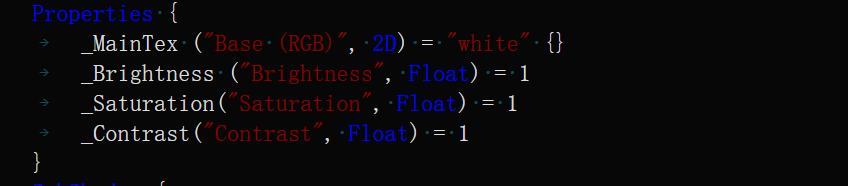 Properties {
_MainTex ("Base (RGB)", 2D) = "white" {}
_Brightness ("Brightness", Float) = 1
_Saturation("Saturation", Float) = 1
_Contrast("Contrast", Float) = 1
}